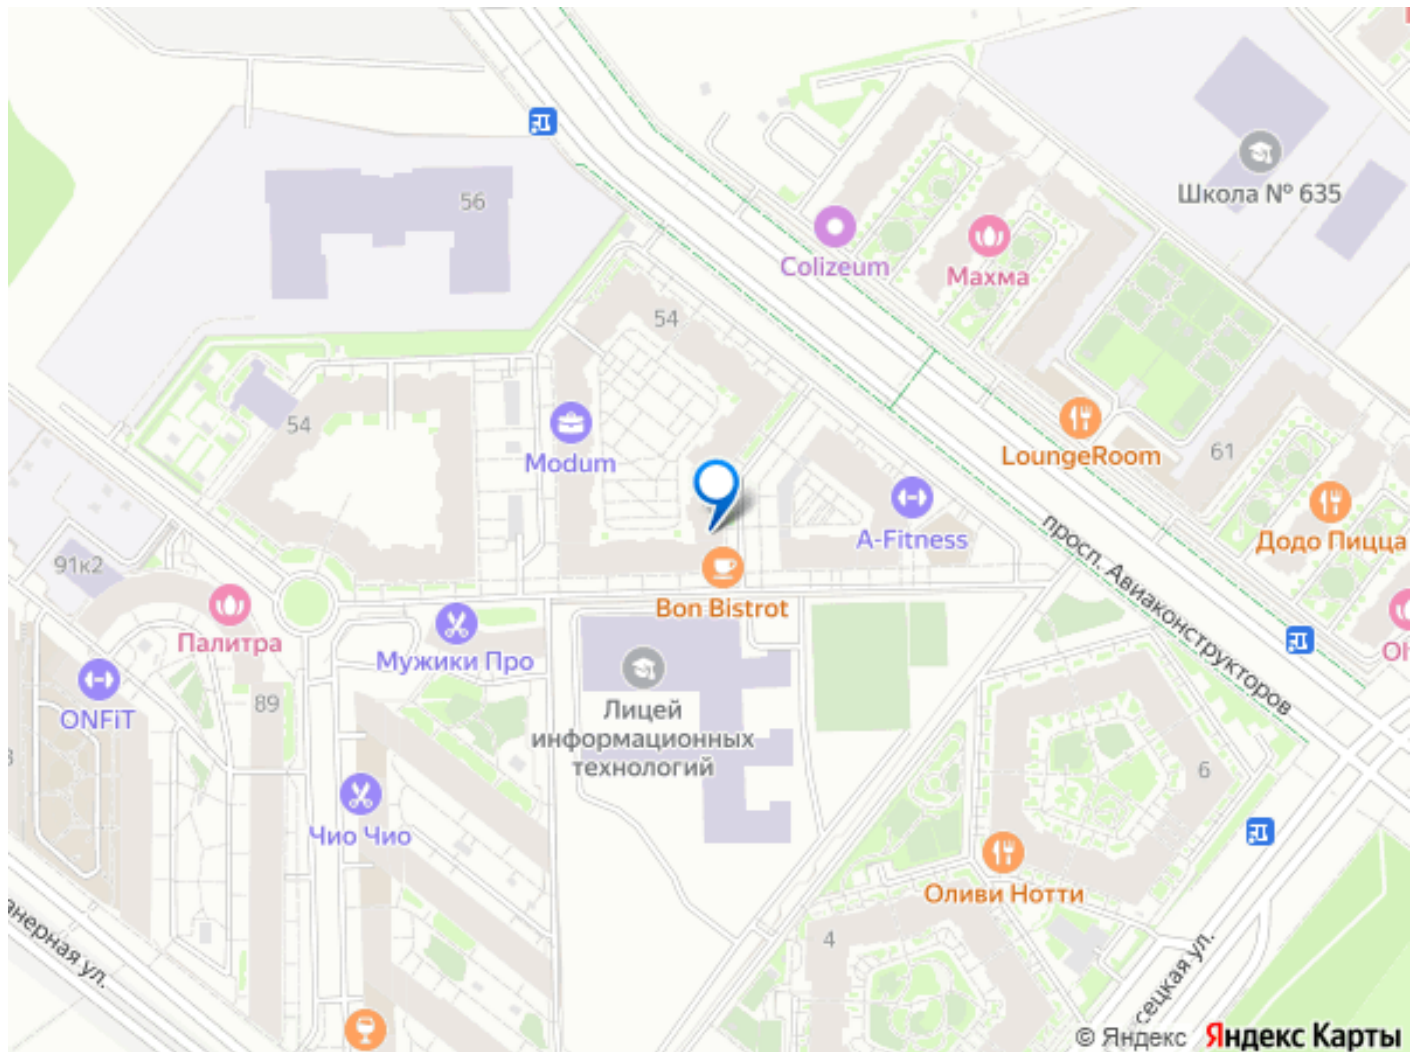 56
Школа № 635
Colizeum
Махма
54
54
Modum
LoungeRoom
61
A-Fitness
Додо Пицца
просп. Авиаконструкторов
91к2
Bon Bistrot
Палитра
Мужики Про
ONFiT
89
Лицей
информационных
технологий
6
Чио Чио
Оливи Нотти
4
нерная ул.
сецкая ул.
© Яндекс Яндекс Карты